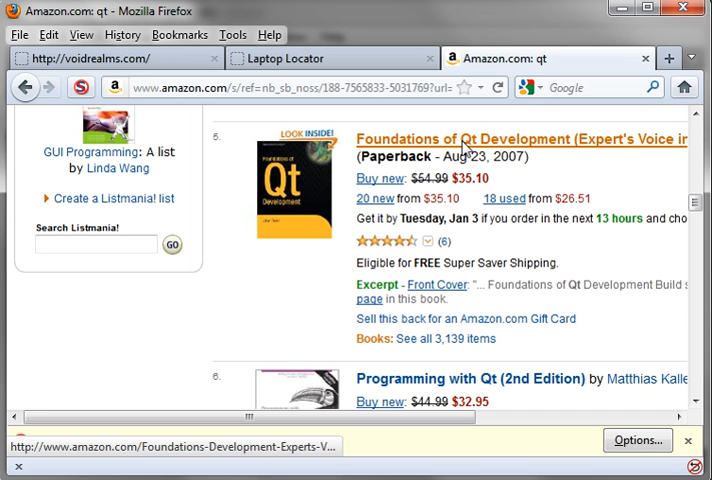 Amazon.com: qt - Mozilla Firefox
File Edit View History Bookmarks Tools Help
http://voidrealms.com/ Laptop Locator Amazon.com: qt
www.amazon.com/s/ref=nb_sb_noss/188-7565833-5031769?url= Google
GUI Programming: A list
by Linda Wang
Create a Listmania! list
Search Listmania!
GO
5.
LOOK INSIDE!
Foundations of
Qt
Development
Foundations of Qt Development (Expert's Voice in
(Paperback - Aug 23, 2007)
Buy new: $54.99 $35.10
20 new from $35.10 18 used from $26.51
Get it by Tuesday, Jan 3 if you order in the next 13 hours and cho
(6)
Eligible for FREE Super Saver Shipping.
Excerpt - Front Cover: "... Foundations of Qt Development Build s
page in this book.
Sell this back for an Amazon.com Gift Card
Books: See all 3,139 items
6.
Programming with Qt (2nd Edition) by Matthias Kalle
Buy new: $44.99 $32.95
http://www.amazon.com/Foundations-Development-Experts-V...
Options...